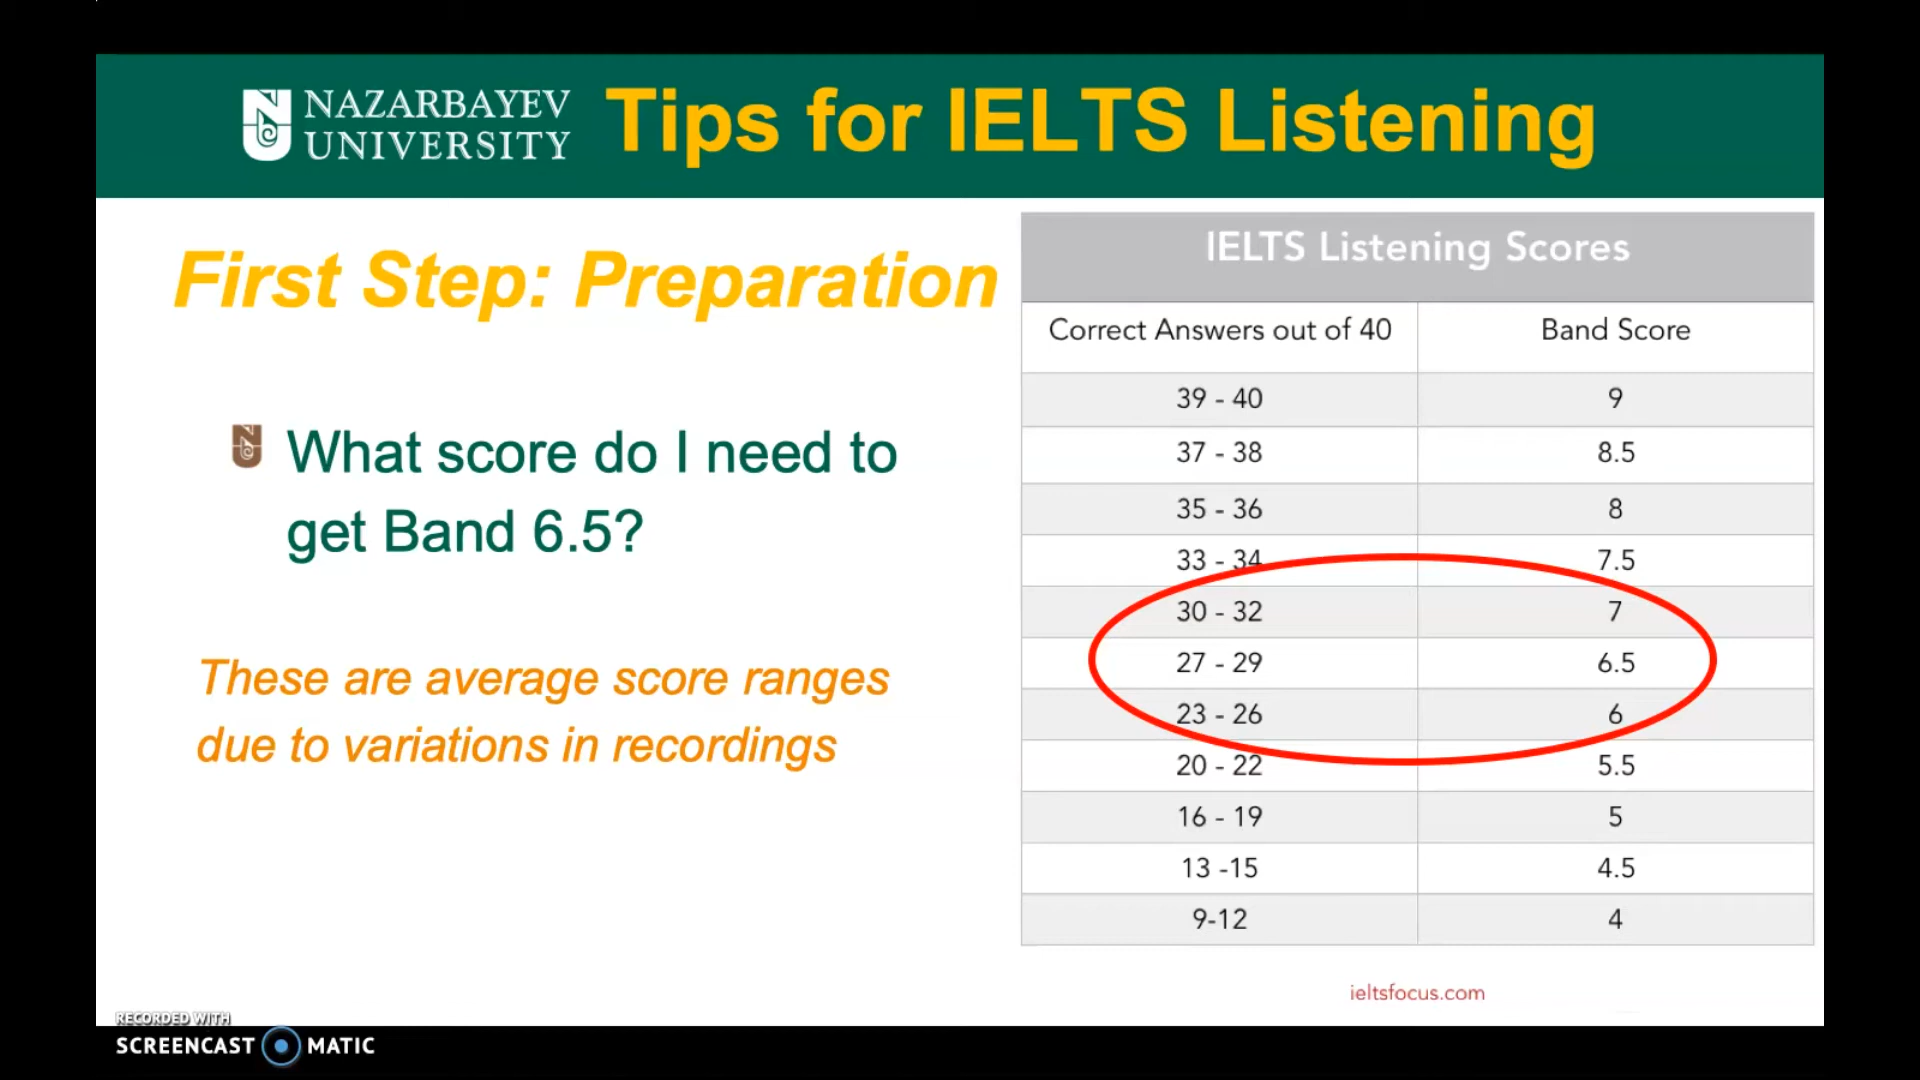 NAZARBAYEV
UNIVERSITY
Tips for IELTS Listening
First Step: Preparation
What score do I need to
get Band 6.5?
These are average score ranges
due to variations in recordings
IELTS Listening Scores
Correct Answers out of 40 Band Score
39 - 40 9
37 - 38 8.5
35 - 36 8
33 - 34 7.5
30 - 32 7
27 - 29 6.5
23 - 26 6
20 - 22 5.5
16 - 19 5
13 -15 4.5
9-12 4
ieltsfocus.com
RECORDED WITH
SCREENCAST MATIC